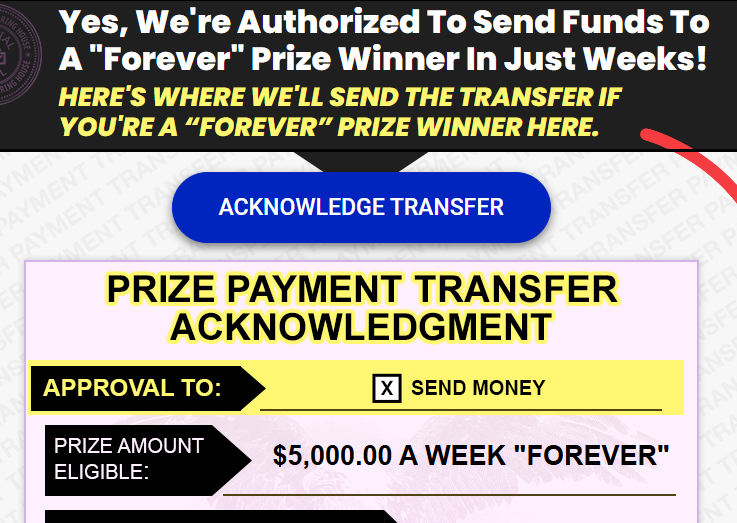 Yes, We're Authorized To Send Funds To
A "Forever" Prize Winner In Just Weeks!
HERE'S WHERE WE'LL SEND THE TRANSFER IF
YOU'RE A “FOREVER” PRIZE WINNER HERE.
ACKNOWLEDGE TRANSFER
PRIZE PAYMENT TRANSFER
ACKNOWLEDGMENT
APPROVAL TO:
X SEND MONEY
PRIZE AMOUNT
ELIGIBLE:
$5,000.00 A WEEK "FOREVER"